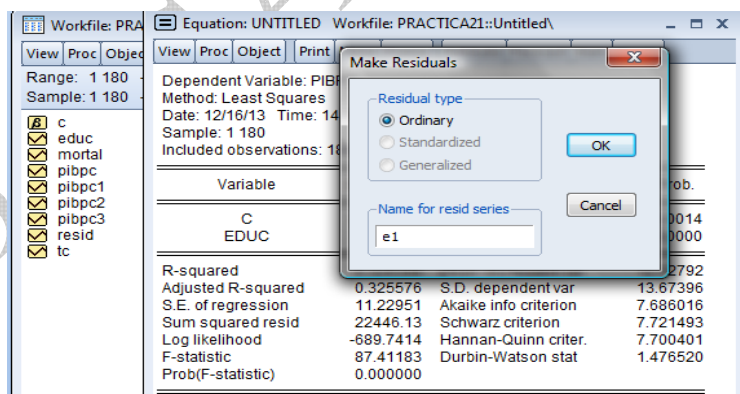 Workfile: PRA
View Proc Objec
Range: 1 180
Sample: 1 180
c
educ
mortal
pibpc
pibpc1
pibpc2
pibpc3
resid
tc
Equation: UNTITLED Workfile: PRACTICA21::Untitled\
View Proc Object Print
Dependent Variable: PIBP
Method: Least Squares
Date: 12/16/13 Time: 14
Sample: 1 180
Included observations: 18
Variable ob.
C 0014
EDUC 0000
R-squared 2792
Adjusted R-squared 0.325576 S.D. dependent var 13.67396
S.E. of regression 11.22951 Akaike info criterion 7.686016
Sum squared resid 22446.13 Schwarz criterion 7.721493
Log likelihood -689.7414 Hannan-Quinn criter. 7.700401
F-statistic 87.41183 Durbin-Watson stat 1.476520
Prob(F-statistic) 0.000000
Make Residuals
Residual type
Ordinary
Standardized
Generalized
OK
Name for resid series
e1
Cancel